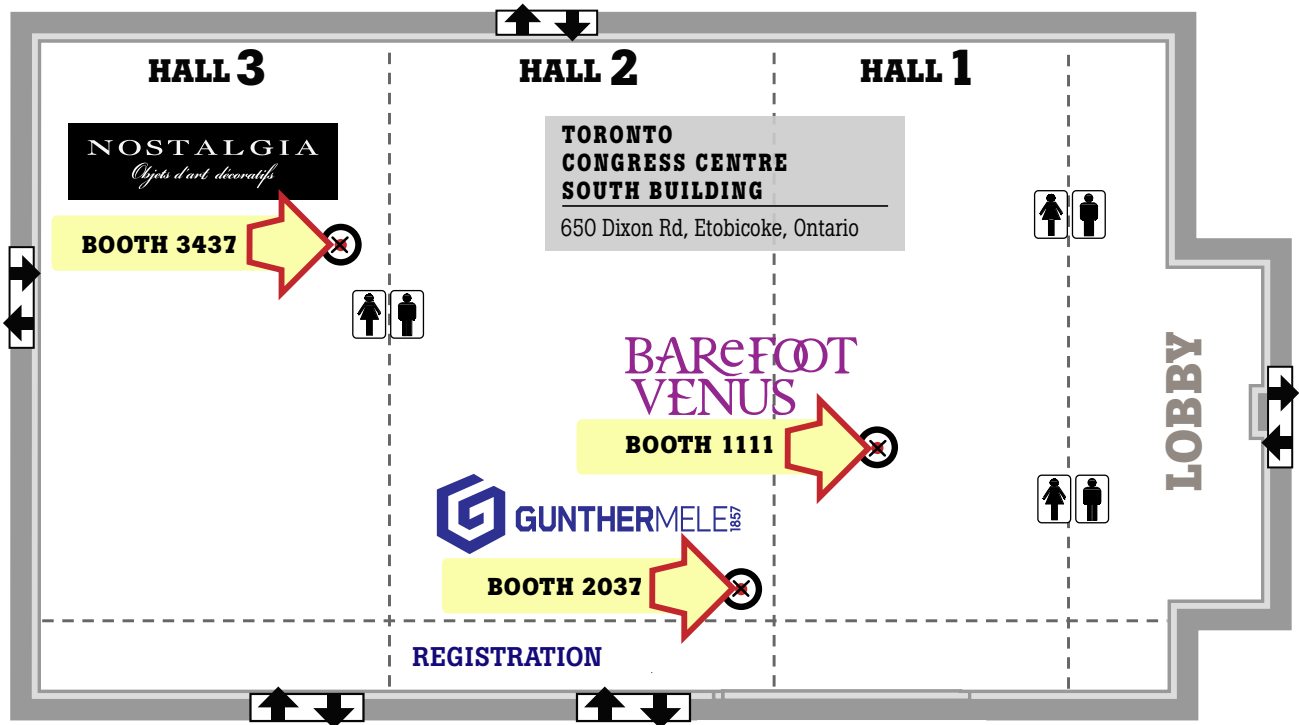 HALL 3
HALL 2
HALL 1
NOSTALGIA
Objets d'art décoratifs
BOOTH 3437
TORONTO
CONGRESS CENTRE
SOUTH BUILDING
650 Dixon Rd, Etobicoke, Ontario
BAReFOOT
VENUS
BOOTH 1111
LOBBY
GUNTHERMELE 1857
BOOTH 2037
REGISTRATION